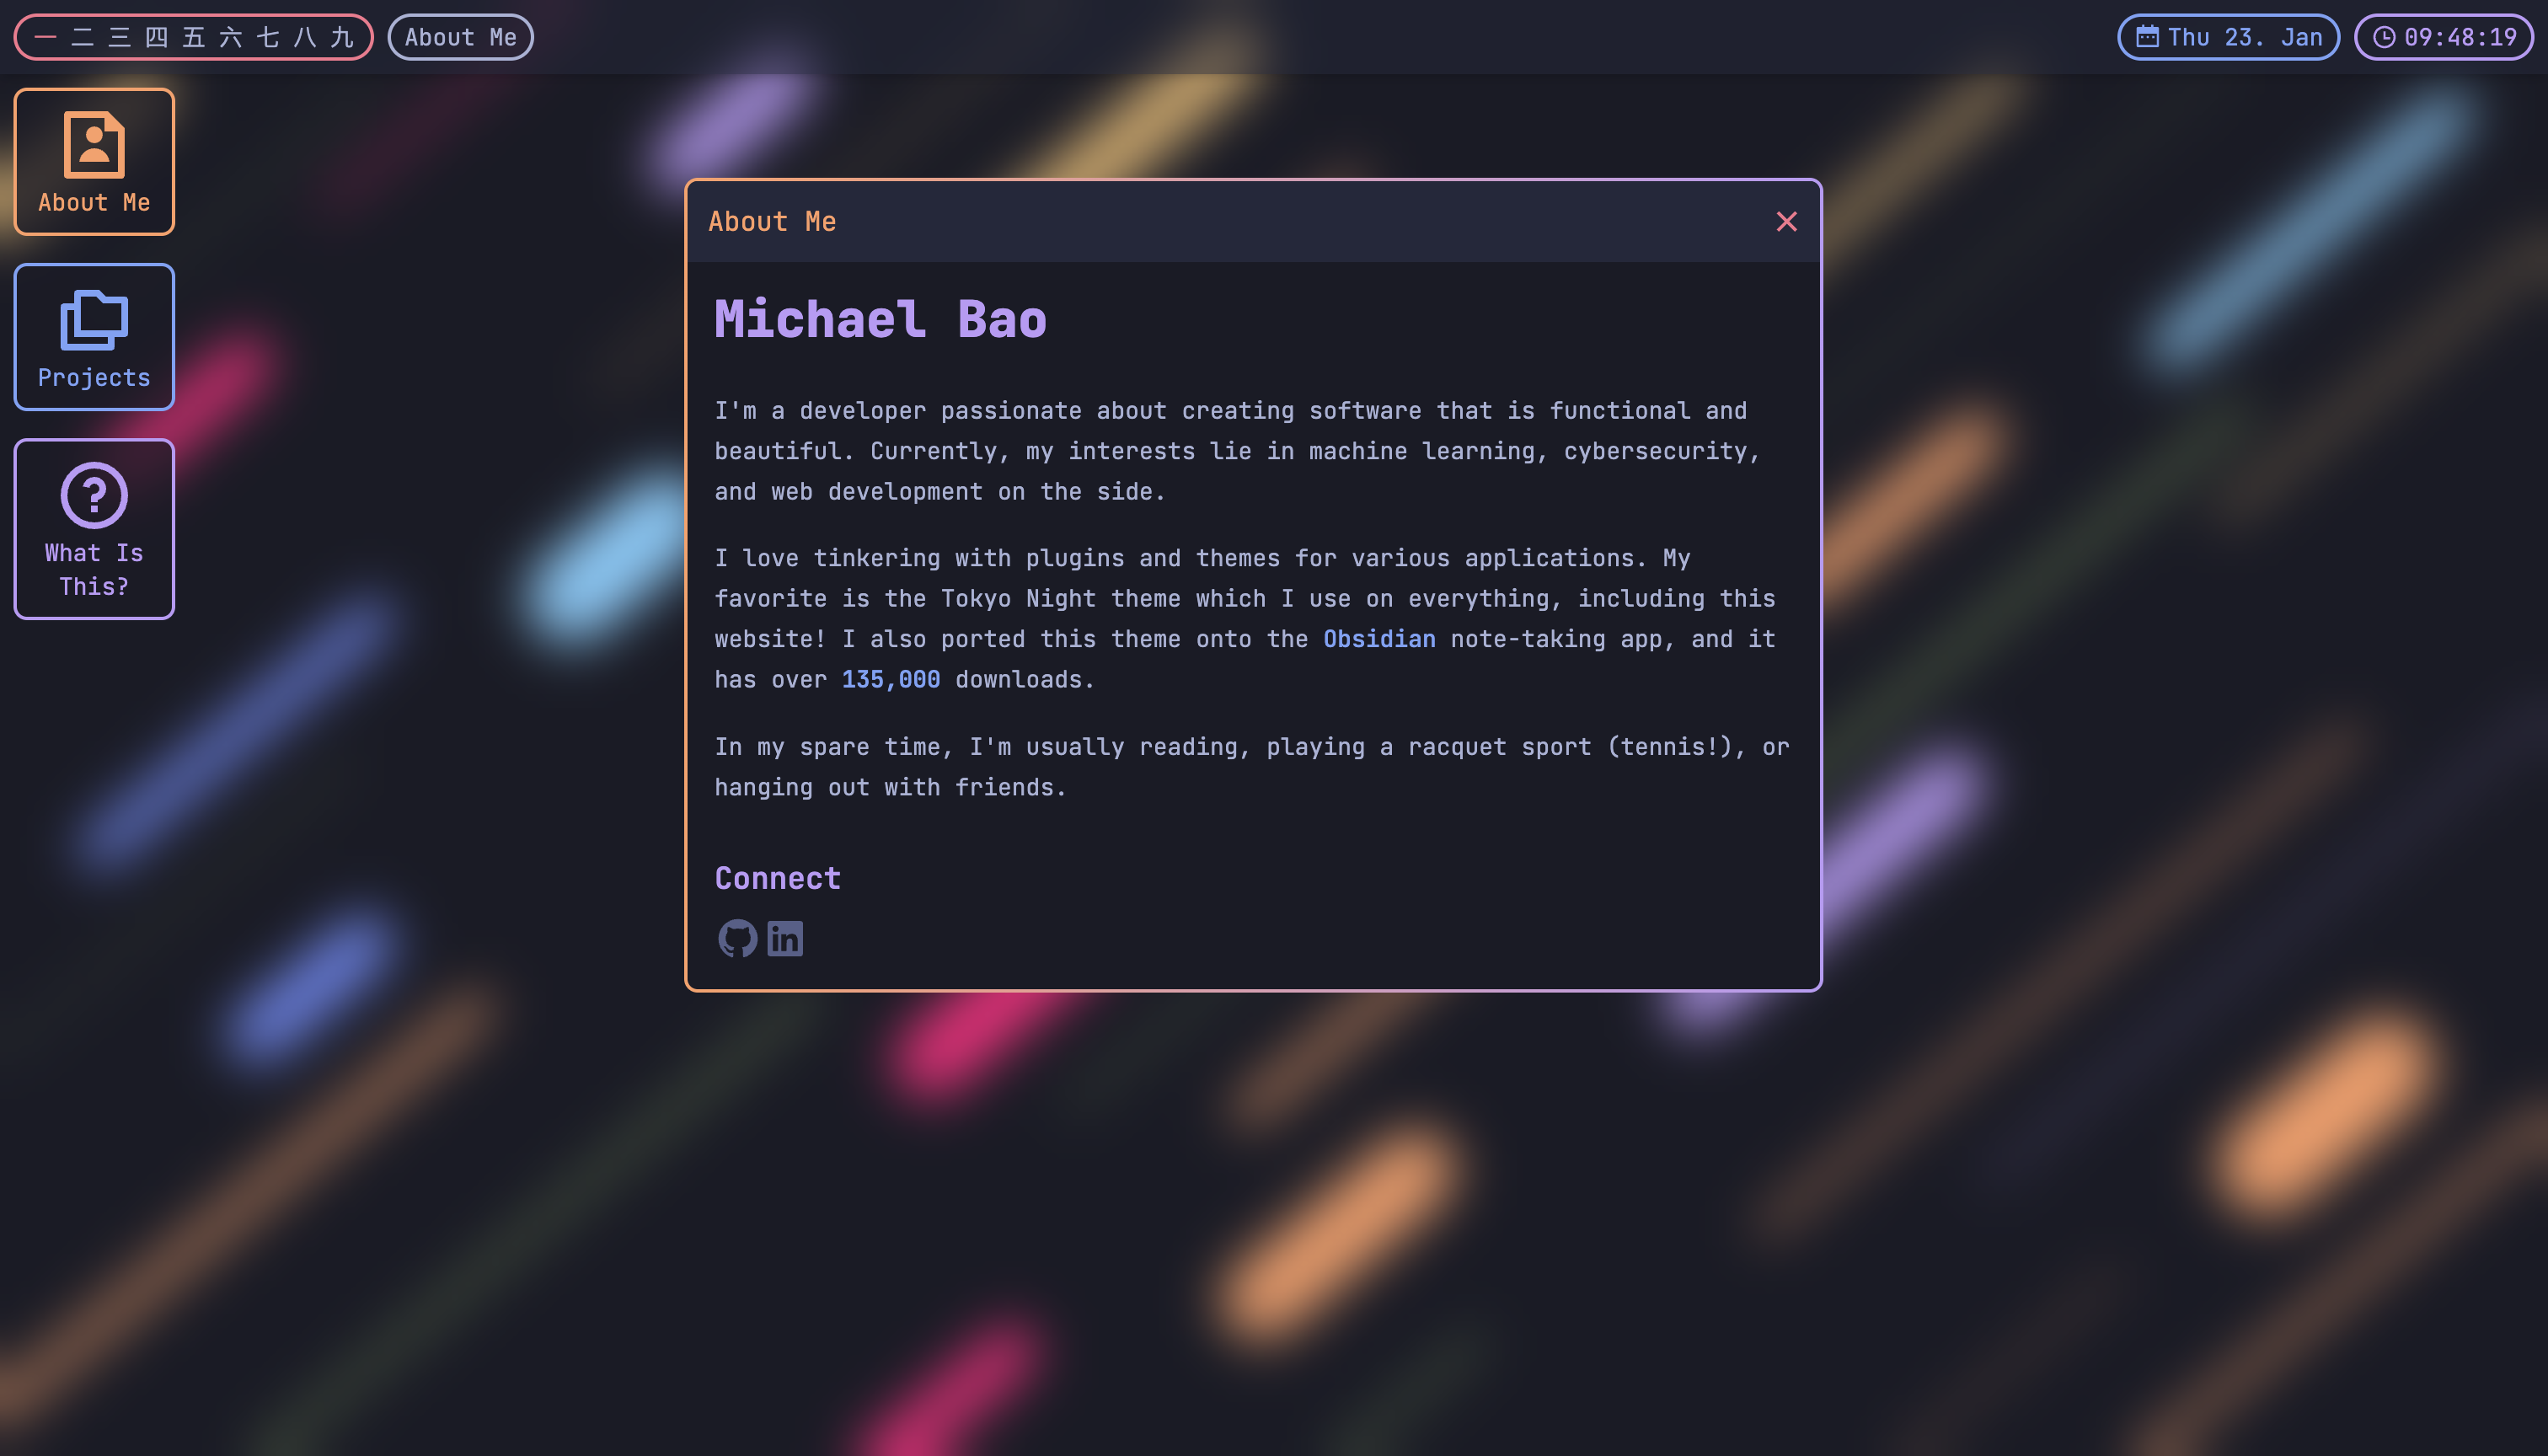 一 二 三 四 五 六 七 八 九
About Me
Thu 23. Jan
09:48:19
About Me
Projects
What Is
This?
About Me
Michael Bao
I'm a developer passionate about creating software that is functional and
beautiful. Currently, my interests lie in machine learning, cybersecurity,
and web development on the side.
I love tinkering with plugins and themes for various applications. My
favorite is the Tokyo Night theme which I use on everything, including this
website! I also ported this theme onto the Obsidian note-taking app, and it
has over 135,000 downloads.
In my spare time, I'm usually reading, playing a racquet sport (tennis!), or
hanging out with friends.
Connect